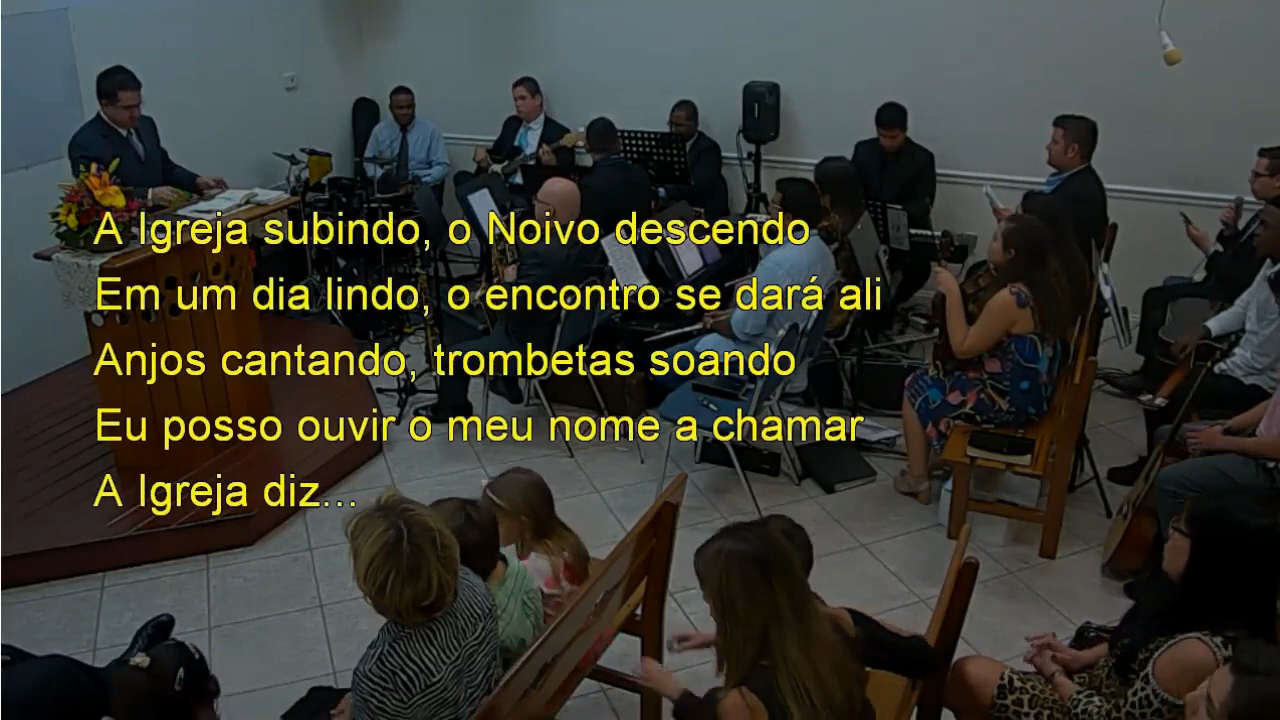 A Igreja subindo, o Noivo descendo
Em um dia lindo, o encontro se dará ali
Anjos cantando, trombetas soando
Eu posso ouvir o meu nome a chamar
A Igreja diz...